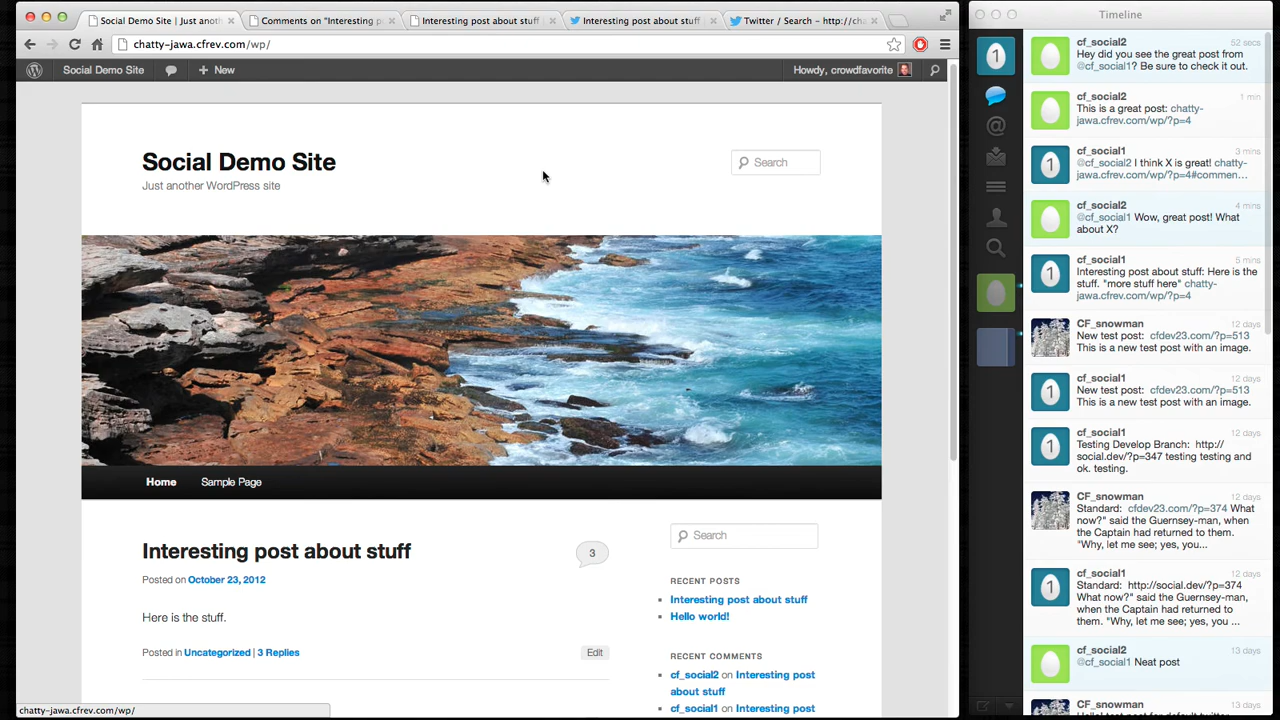 Social Demo Site | Just anoth
Comments on "Interesting p
Interesting post about stuff
Interesting post about stuff
Twitter / Search - http://cha
chatty-jawa.cfrev.com/wp/
Social Demo Site
+ New
Howdy, crowdfavorite
Social Demo Site
Just another WordPress site
Search
Home
Sample Page
Interesting post about stuff
3
Posted on October 23, 2012
Here is the stuff.
Posted in Uncategorized | 3 Replies
Edit
Search
RECENT POSTS
Interesting post about stuff
Hello world!
RECENT COMMENTS
cf_social2 on Interesting post
about stuff
cf_social1 on Interesting post
chatty-jawa.cfrev.com/wp/
Timeline
1
@
cf_social2
52 secs
Hey did you see the great post from
@cf_social1? Be sure to check it out.
cf_social2
1 min
This is a great post: chatty-
jawa.cfrev.com/wp/?p=4
1
cf_social1
3 mins
@cf_social2 I think X is great! chatty-
jawa.cfrev.com/wp/?p=4#commen...
cf_social2
4 mins
@cf_social1 Wow, great post! What
about X?
1
cf_social1
5 mins
Interesting post about stuff: Here is the
stuff. "more stuff here" chatty-
jawa.cfrev.com/wp/?p=4
CF_snowman
12 days
New test post: cfdev23.com/?p=513
This is a new test post with an image.
1
cf_social1
12 days
New test post: cfdev23.com/?p=513
This is a new test post with an image.
1
cf_social1
12 days
Testing Develop Branch: http://
social.dev/?p=347 testing testing and
ok. testing.
CF_snowman
12 days
Standard: cfdev23.com/?p=374 What
now?" said the Guernsey-man, when
the Captain had returned to them.
"Why, let me see; yes, you...
1
cf_social1
12 days
Standard: http://social.dev/?p=374
What now?" said the Guernsey-man,
when the Captain had returned to
them. "Why, let me see; yes, you ...
cf_social2
13 days
@cf_social1 Neat post
CF_snowman
13 days